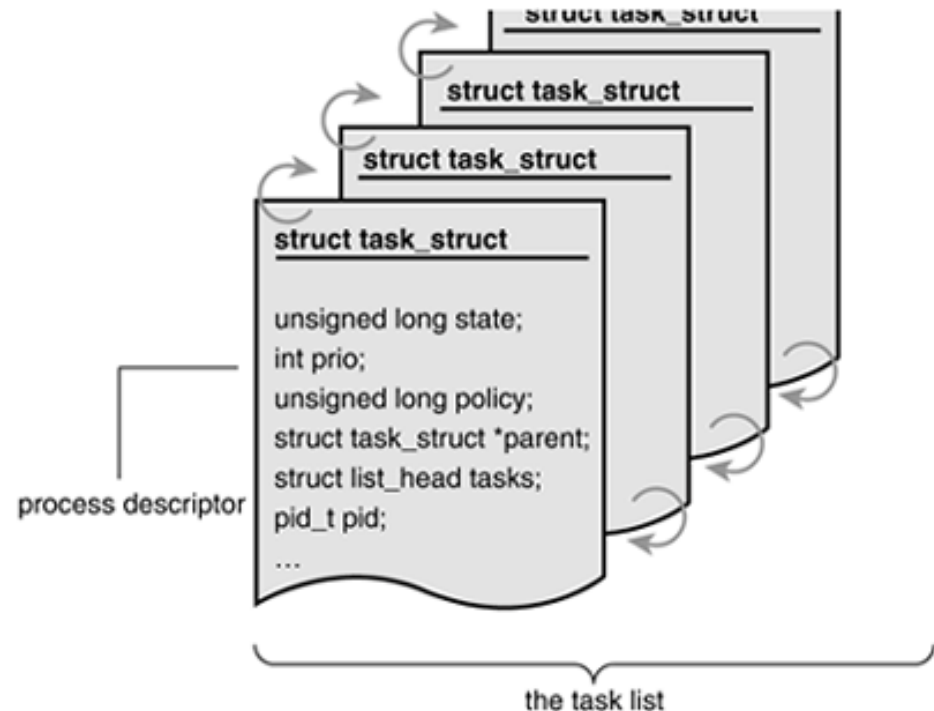 struct task_struct
struct task_struct
struct task_struct
struct task_struct
unsigned long state;
int prio;
unsigned long policy;
struct task_struct *parent;
struct list_head tasks;
pid_t pid;
...
process descriptor
the task list